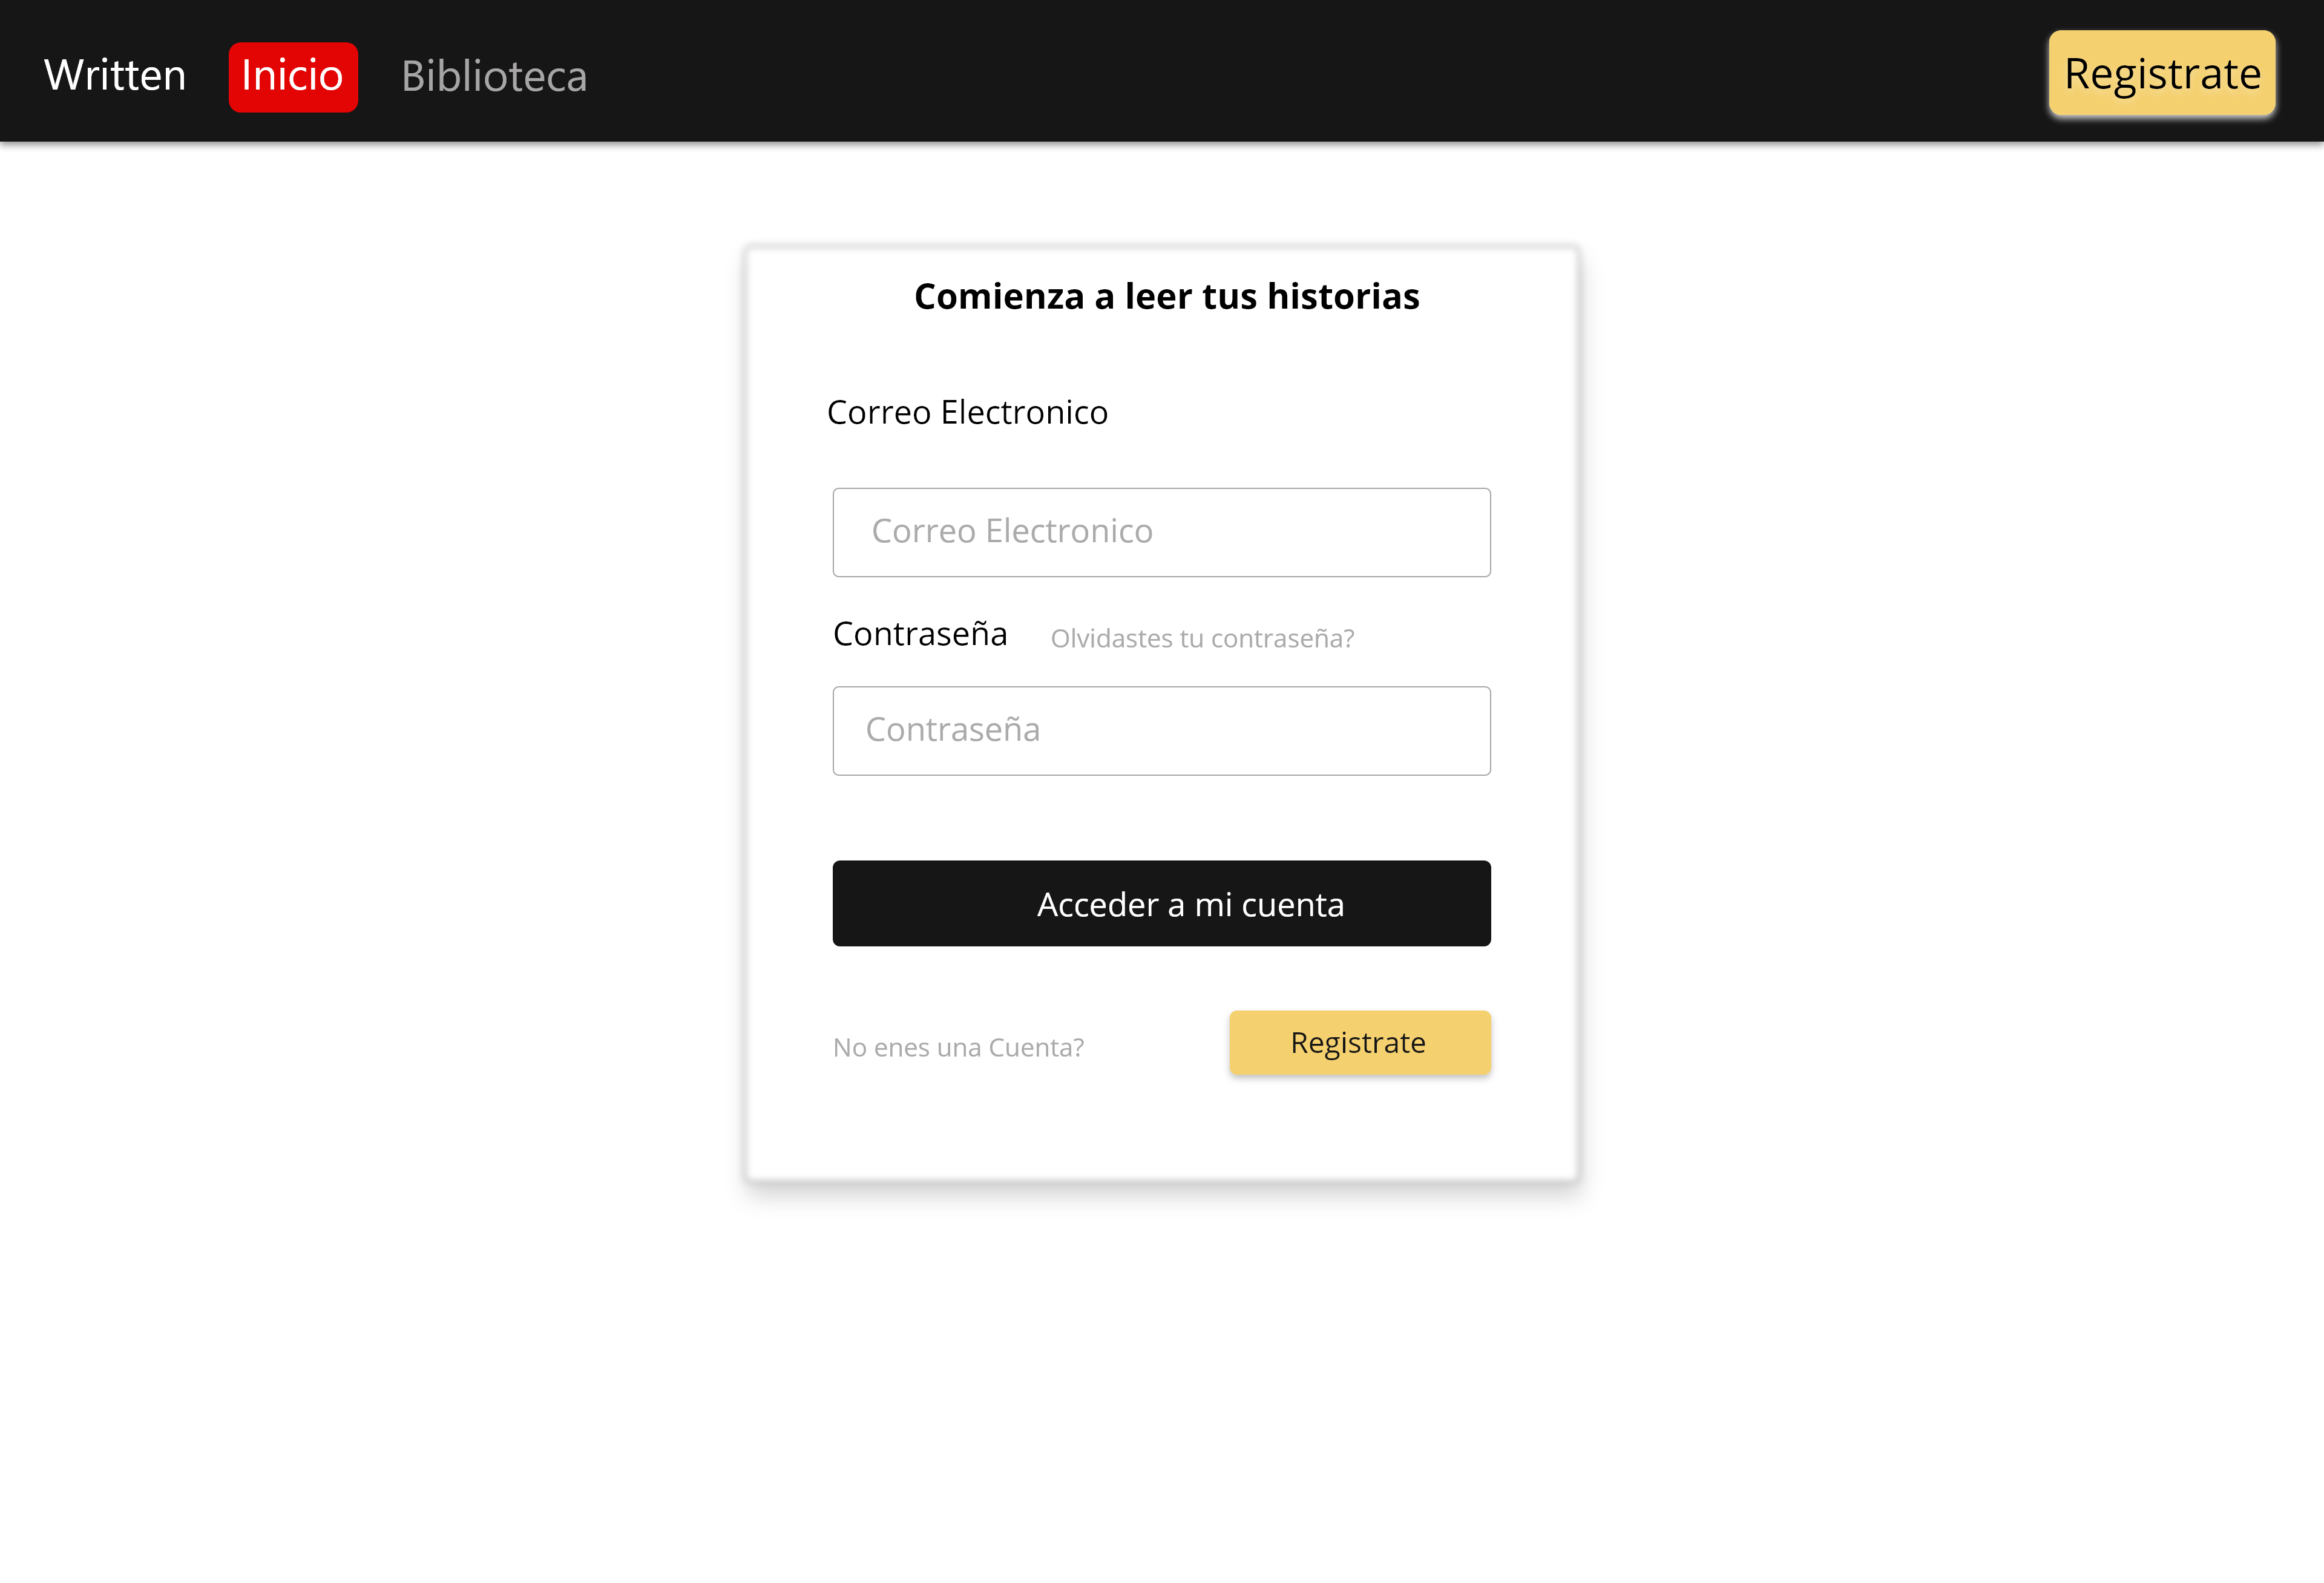 Written Inicio Biblioteca Registrate
Comienza a leer tus historias
Correo Electronico
Correo Electronico
Contraseña Olvidastes tu contraseña?
Contraseña
Acceder a mi cuenta
No enes una Cuenta? Registrate